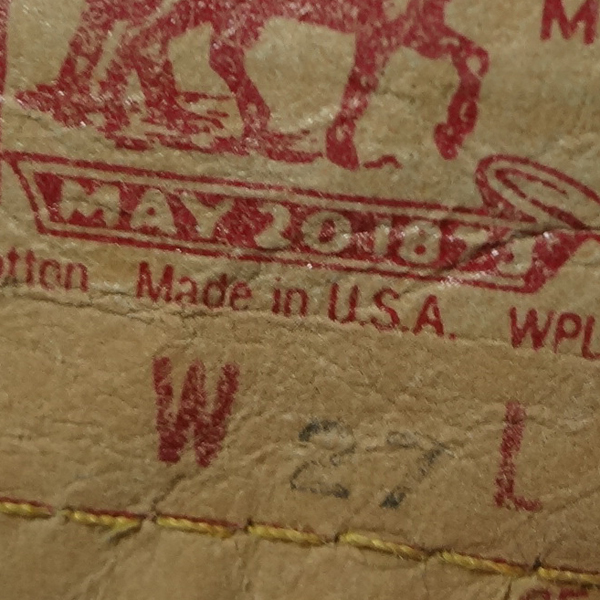 M
MAY 20 1873
otton Made in U.S.A. WPL
W 27 L